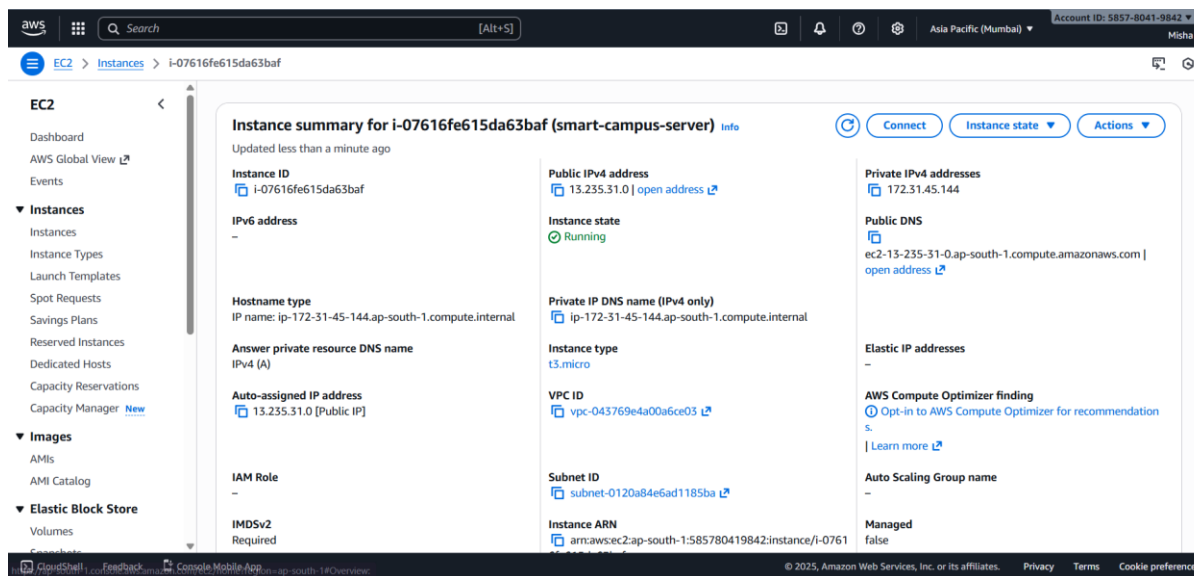 aws
Search [Alt+S]
Asia Pacific (Mumbai)
Account ID: 5857-8041-9842
Misha
EC2 > Instances > i-07616fe615da63baf
EC2
Dashboard
AWS Global View
Events
Instances
Instances
Instance Types
Launch Templates
Spot Requests
Savings Plans
Reserved Instances
Dedicated Hosts
Capacity Reservations
Capacity Manager New
Images
AMIs
AMI Catalog
Elastic Block Store
Volumes
Snapshots
Instance summary for i-07616fe615da63baf (smart-campus-server) Info
Connect
Instance state
Actions
Updated less than a minute ago
Instance ID
i-07616fe615da63baf
Public IPv4 address
13.235.31.0 | open address
Private IPv4 addresses
172.31.45.144
IPv6 address
–
Instance state
Running
Public DNS
ec2-13-235-31-0.ap-south-1.compute.amazonaws.com |
open address
Hostname type
IP name: ip-172-31-45-144.ap-south-1.compute.internal
Private IP DNS name (IPv4 only)
ip-172-31-45-144.ap-south-1.compute.internal
Answer private resource DNS name
IPv4 (A)
Instance type
t3.micro
Elastic IP addresses
–
Auto-assigned IP address
13.235.31.0 [Public IP]
VPC ID
vpc-043769e4a00a6ce03
AWS Compute Optimizer finding
Opt-in to AWS Compute Optimizer for recommendation
s.
| Learn more
IAM Role
–
Subnet ID
subnet-0120a84e6ad1185ba
Auto Scaling Group name
–
IMDSv2
Required
Instance ARN
arn:aws:ec2:ap-south-1:585780419842:instance/i-0761
Managed
false
CloudShell Feedback Console Mobile App
© 2025, Amazon Web Services, Inc. or its affiliates. Privacy Terms Cookie preference